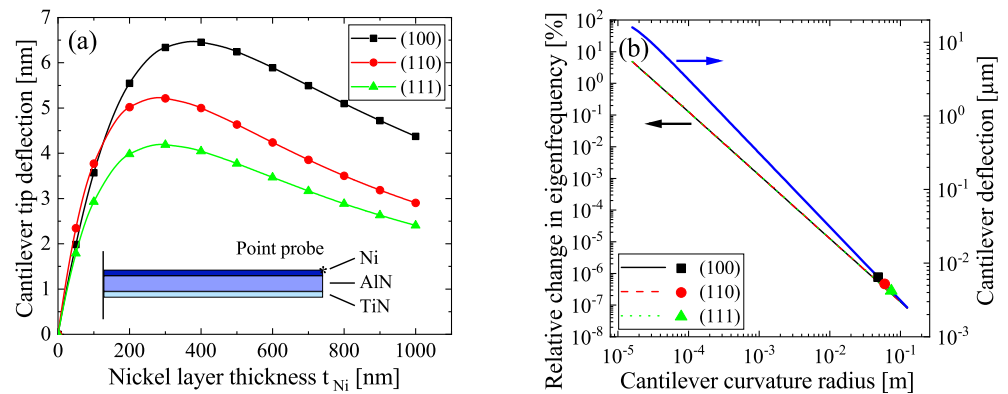 7
6
5
4
3
2
1
0
Cantilever tip deflection [nm]
(a)
(100)
(110)
(111)
Point probe
*
Ni
AlN
TiN
0 200 400 600 800 1000
Nickel layer thickness t Ni [nm]
10²
10¹
10⁰
10⁻¹
10⁻²
10⁻³
10⁻⁴
10⁻⁵
10⁻⁶
10⁻⁷
10⁻⁸
Relative change in eigenfrequency [%]
(b)
(100)
(110)
(111)
10⁻⁵ 10⁻⁴ 10⁻³ 10⁻² 10⁻¹
Cantilever curvature radius [m]
10¹
10⁰
10⁻¹
10⁻²
10⁻³
Cantilever deflection [μm]